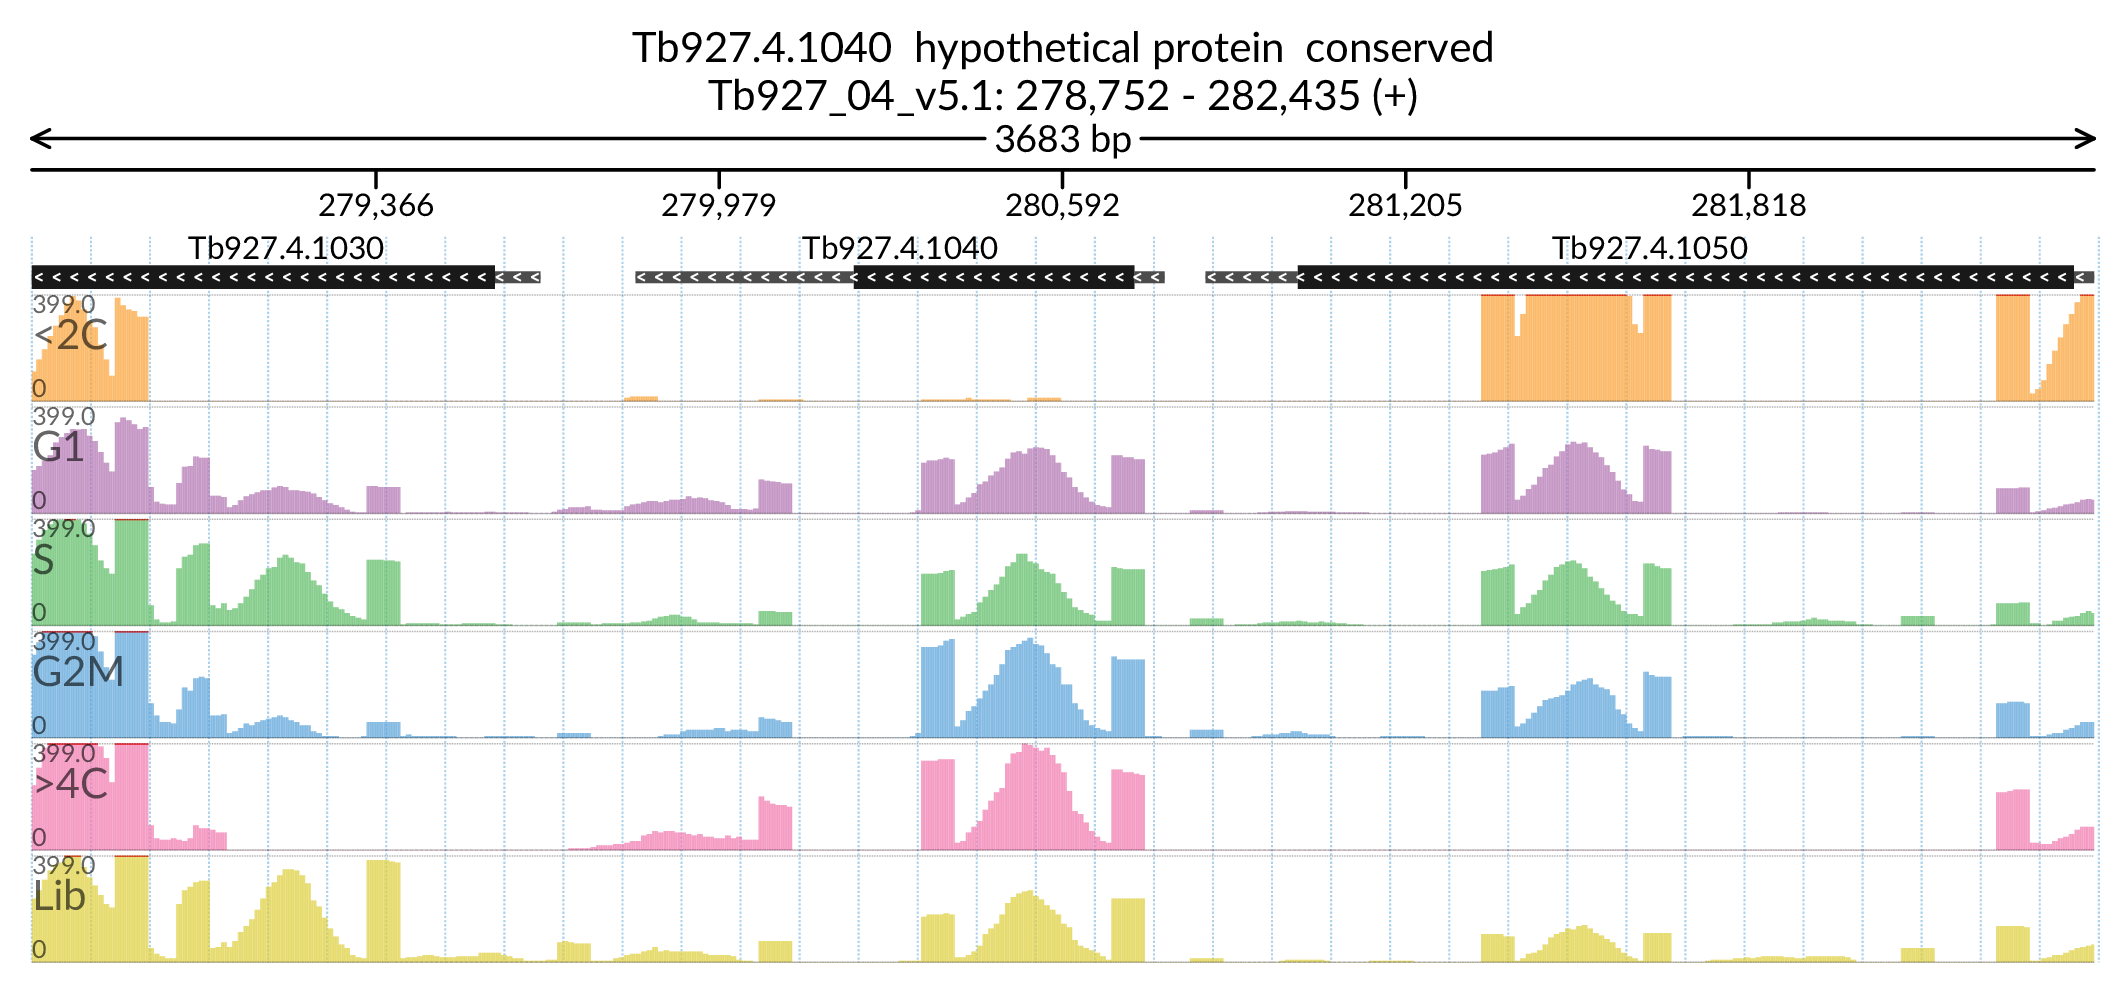 Tb927.4.1040 hypothetical protein conserved
Tb927_04_v5.1: 278,752 - 282,435 (+)
3683 bp
279,366 279,979 280,592 281,205 281,818
Tb927.4.1030 Tb927.4.1040 Tb927.4.1050
399.0
<2C
0
399.0
G1
0
399.0
S
0
399.0
G2M
0
399.0
>4C
0
399.0
Lib
0